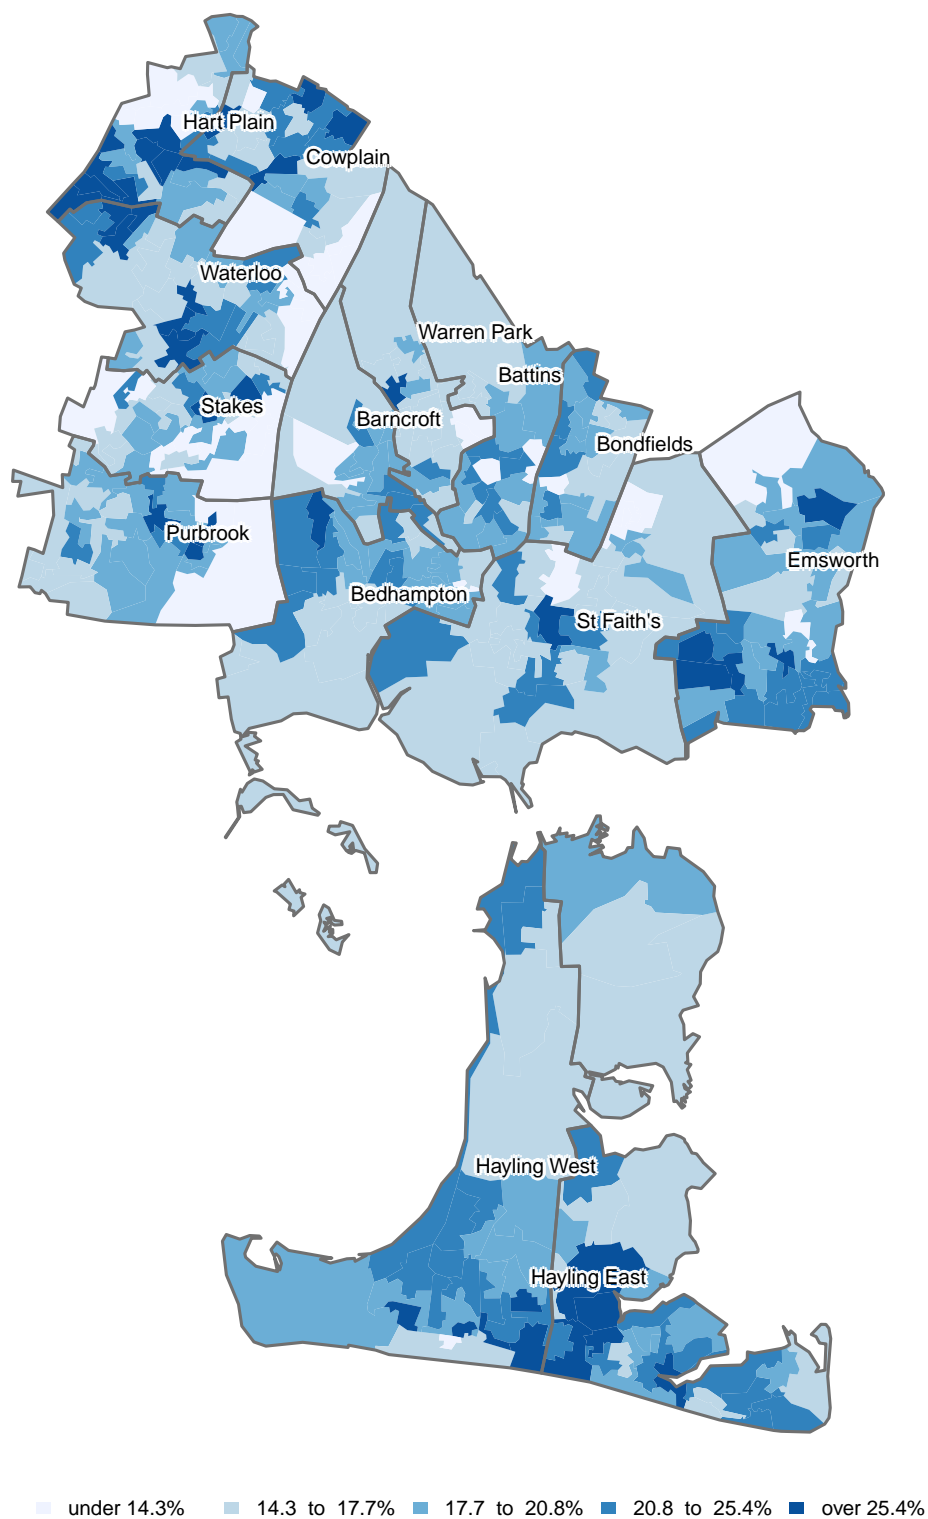 Hart Plain
Cowplain
Waterloo
Warren Park
Battins
Stakes
Barncroft
Bondfields
Purbrook
Emsworth
Bedhampton
St Faith's
Hayling West
Hayling East
under 14.3% 14.3 to 17.7% 17.7 to 20.8% 20.8 to 25.4% over 25.4%